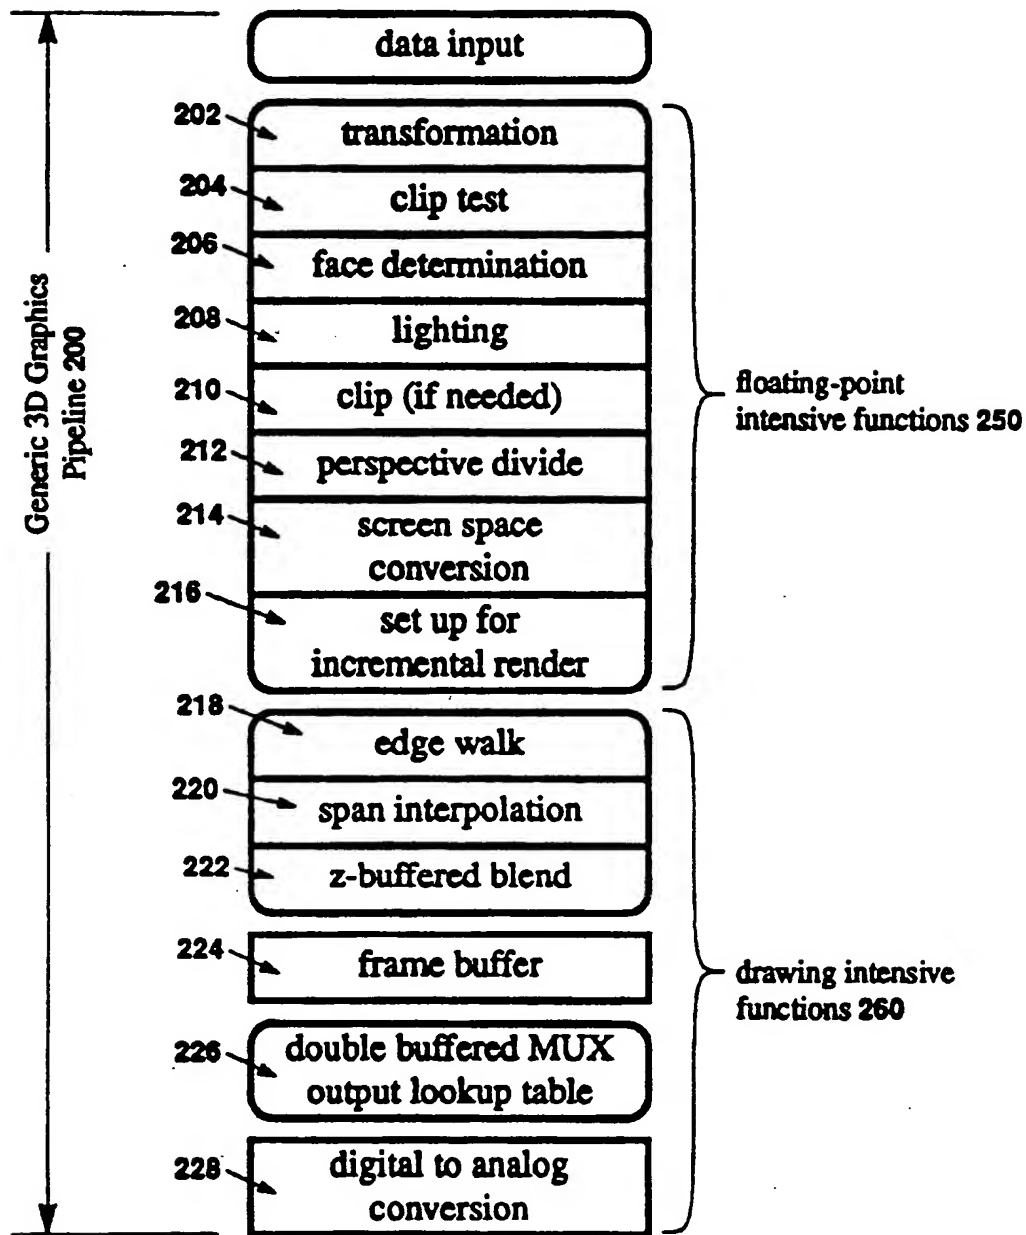 data input
202
transformation
204
clip test
206
face determination
208
lighting
210
clip (if needed)
212
perspective divide
214
screen space
conversion
216
set up for
incremental render
218
edge walk
220
span interpolation
222
z-buffered blend
224
frame buffer
226
double buffered MUX
output lookup table
228
digital to analog
conversion
Generic 3D Graphics
Pipeline 200
floating-point
intensive functions 250
drawing intensive
functions 260